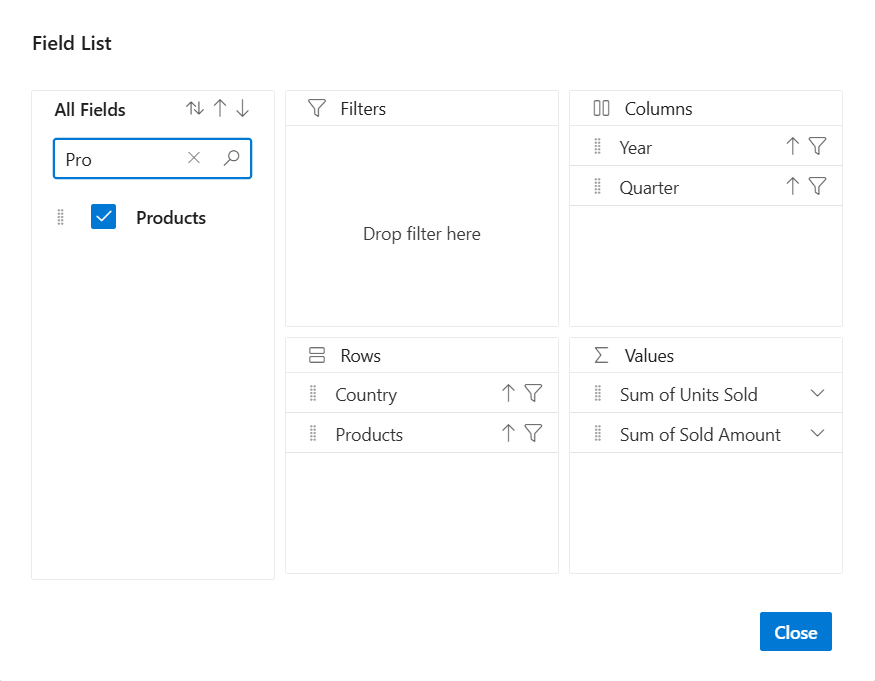 Field List
All Fields
Pro
Products
Filters
Drop filter here
Columns
Year
Quarter
Rows
Country
Products
Values
Sum of Units Sold
Sum of Sold Amount
Close